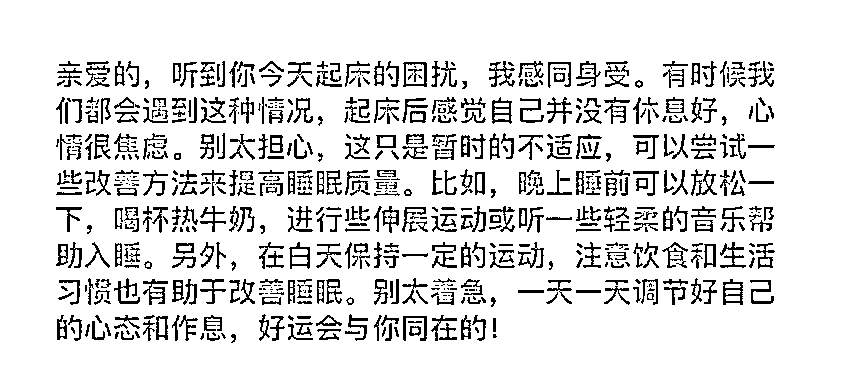 亲爱的，听到你今天起床的困扰，我感同身受。有时候我
们都会遇到这种情况，起床后感觉自己并没有休息好，心
情很焦虑。别太担心，这只是暂时的不适应，可以尝试一
些改善方法来提高睡眠质量。比如，晚上睡前可以放松一
下，喝杯热牛奶，进行些伸展运动或听一些轻柔的音乐帮
助入睡。另外，在白天保持一定的运动，注意饮食和生活
习惯也有助于改善睡眠。别太着急，一天一天调节好自己
的心态和作息，好运会与你同在的!